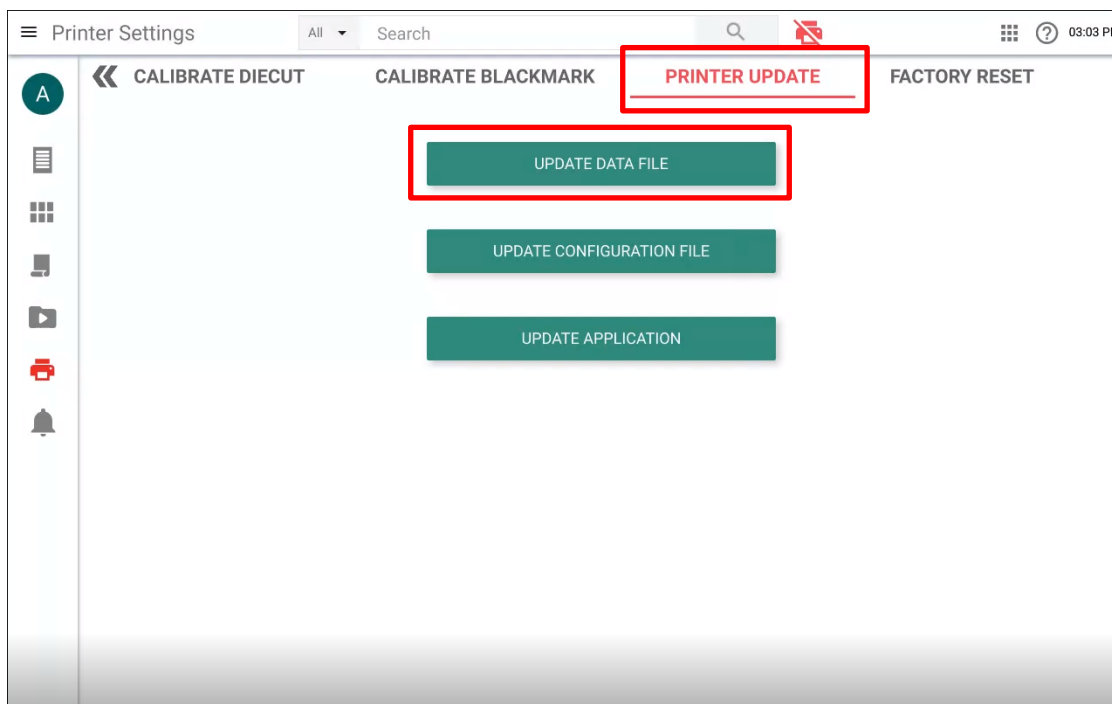 Printer Settings All Search 03:03 P
A CALIBRATE DIECUT CALIBRATE BLACKMARK PRINTER UPDATE FACTORY RESET
UPDATE DATA FILE
UPDATE CONFIGURATION FILE
UPDATE APPLICATION